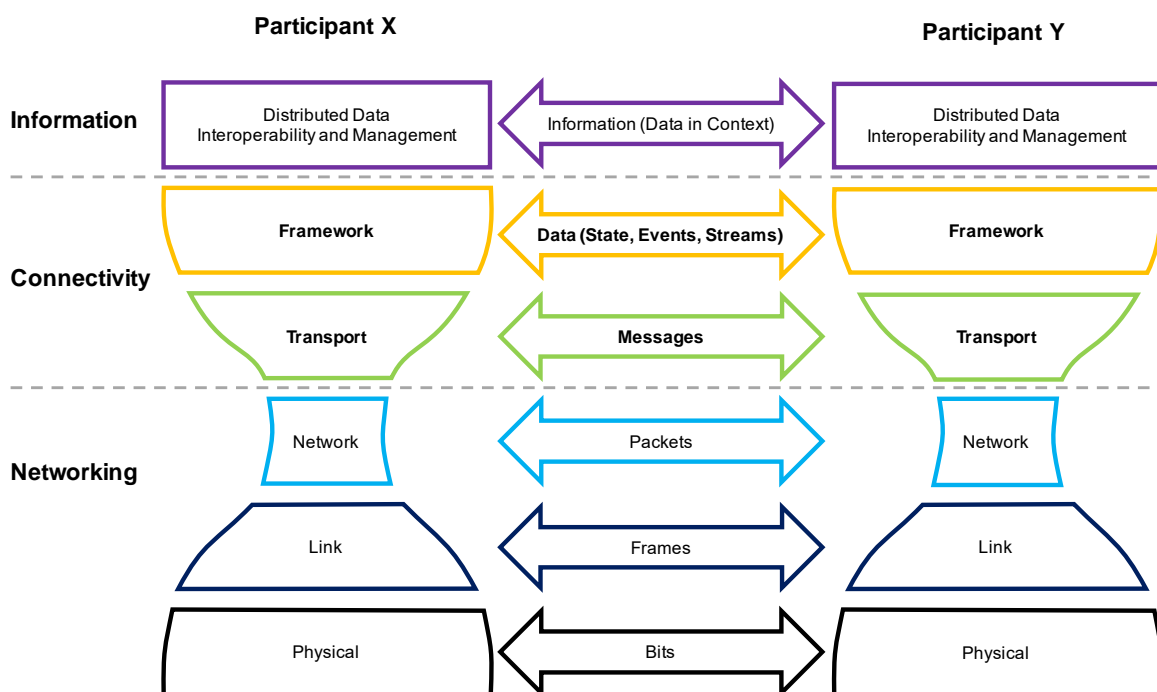 Participant X
Participant Y
Information
Distributed Data
Interoperability and Management
Information (Data in Context)
Distributed Data
Interoperability and Management
Connectivity
Framework
Data (State, Events, Streams)
Framework
Transport
Messages
Transport
Networking
Network
Packets
Network
Link
Frames
Link
Physical
Bits
Physical